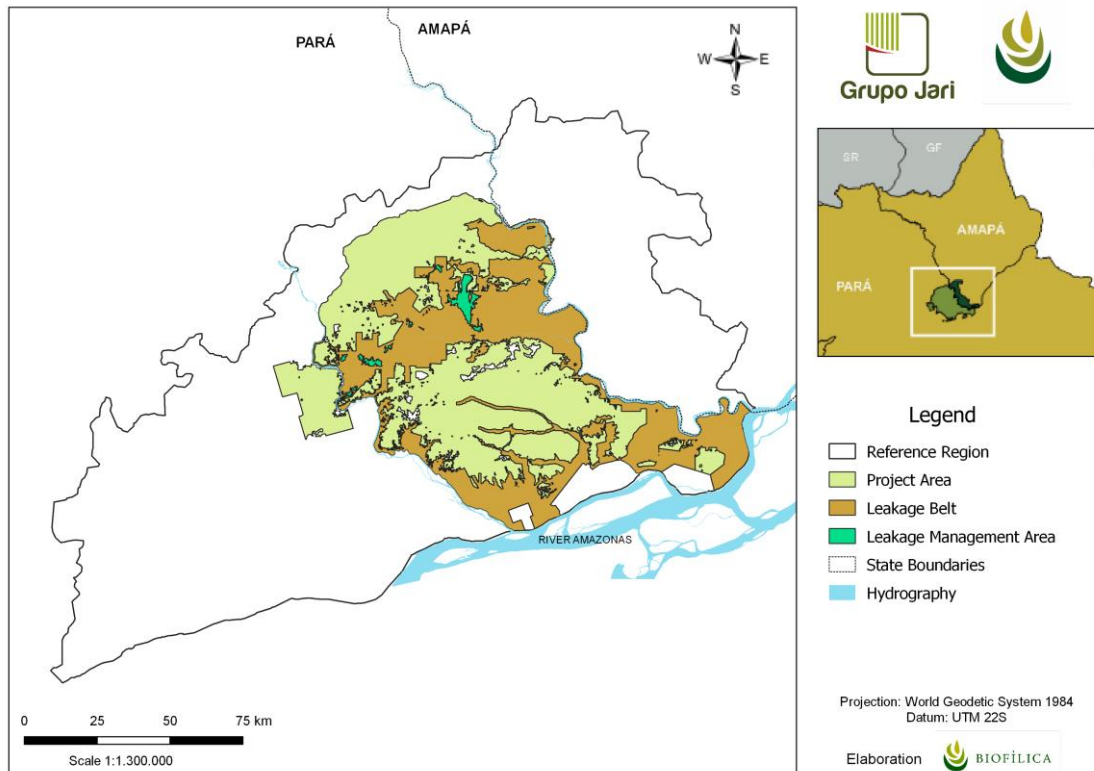 PARÁ
AMAPÁ
N
W
E
S
RIVER AMAZONAS
0
25
50
75 km
Scale 1:1.300.000
Grupo Jari
SR
GF
AMAPÁ
PARÁ
Legend
Reference Region
Project Area
Leakage Belt
Leakage Management Area
State Boundaries
Hydrography
Projection: World Geodetic System 1984
Datum: UTM 22S
Elaboration
BIOFÍLICA